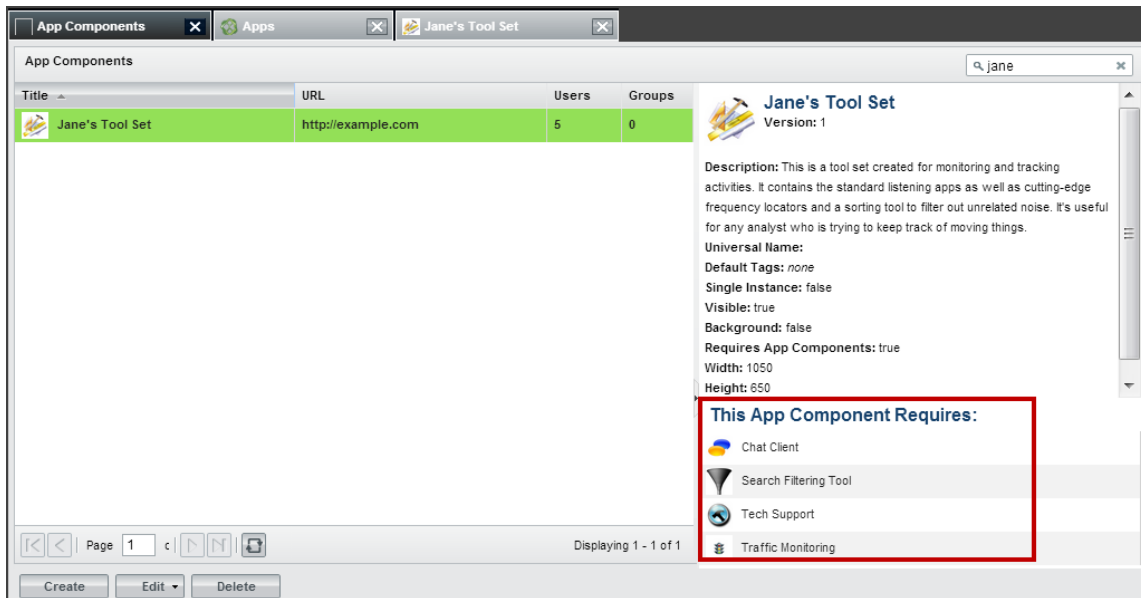 App Components
Apps
Jane's Tool Set
App Components
jane
Title URL Users Groups
Jane's Tool Set http://example.com 5 0
Page 1
Displaying 1 - 1 of 1
Create Edit Delete
Jane's Tool Set
Version: 1
Description: This is a tool set created for monitoring and tracking
activities. It contains the standard listening apps as well as cutting-edge
frequency locators and a sorting tool to filter out unrelated noise. It's useful
for any analyst who is trying to keep track of moving things.
Universal Name:
Default Tags: none
Single Instance: false
Visible: true
Background: false
Requires App Components: true
Width: 1050
Height: 650
This App Component Requires:
Chat Client
Search Filtering Tool
Tech Support
Traffic Monitoring